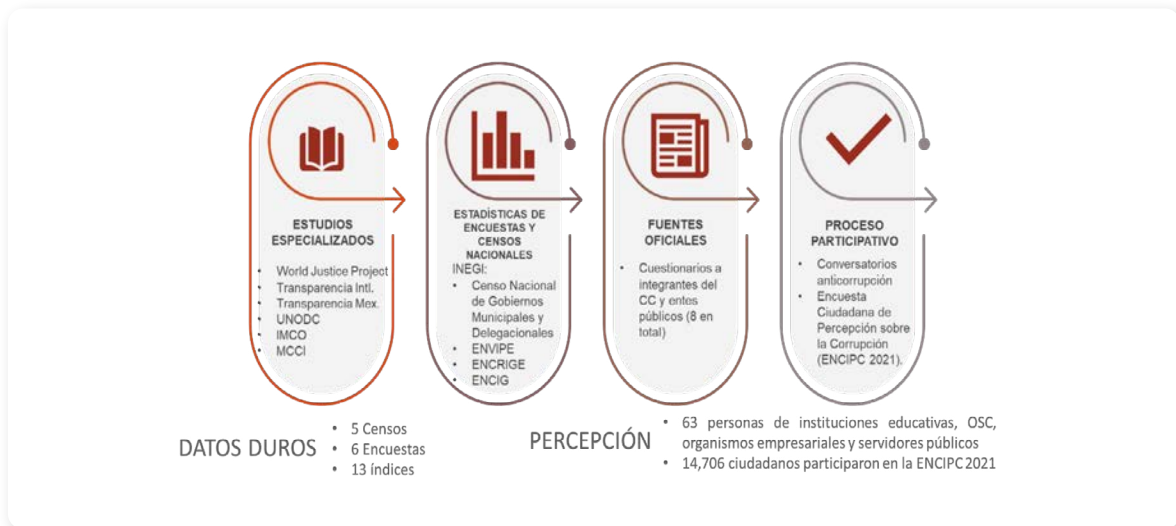 ESTUDIOS
ESPECIALIZADOS
• World Justice Project
• Transparencia Intl.
• Transparencia Mex.
• UNODC
• IMCO
• MCCI
ESTADÍSTICAS DE
ENCUESTAS Y
CENSOS
NACIONALES
INEGI:
• Censo Nacional
de Gobiernos
Municipales y
Delegacionales
• ENVIPE
• ENCRIGE
• ENCIG
FUENTES
OFICIALES
• Cuestionarios a
integrantes del
CC y entes
públicos (8 en
total)
PROCESO
PARTICIPATIVO
• Conversatorios
anticorrupción
• Encuesta
Ciudadana de
Percepción sobre
la Corrupción
(ENCIPC 2021).
DATOS DUROS
• 5 Censos
• 6 Encuestas
• 13 índices
PERCEPCIÓN
• 63 personas de instituciones educativas, OSC,
organismos empresariales y servidores públicos
• 14,706 ciudadanos participaron en la ENCIPC 2021